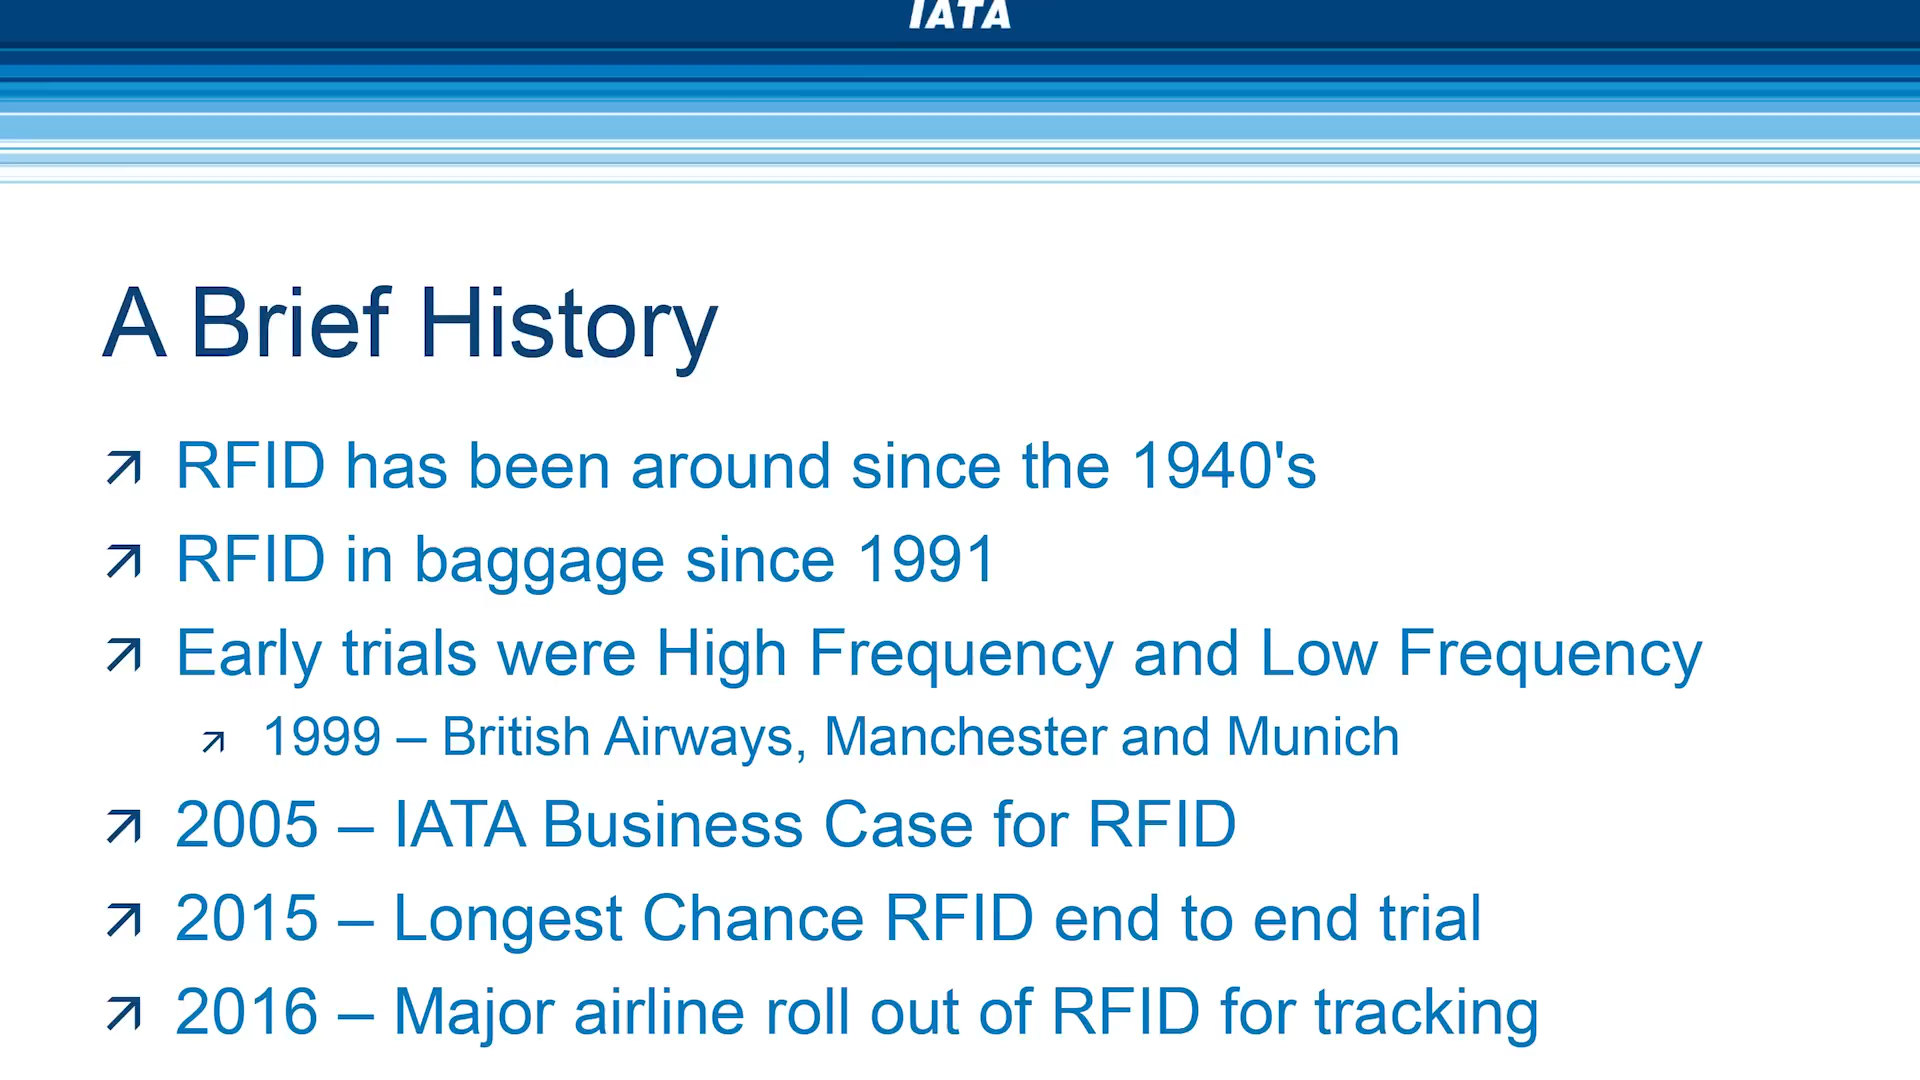 IATA
A Brief History
RFID has been around since the 1940's
RFID in baggage since 1991
Early trials were High Frequency and Low Frequency
1999 – British Airways, Manchester and Munich
2005 – IATA Business Case for RFID
2015 – Longest Chance RFID end to end trial
2016 – Major airline roll out of RFID for tracking